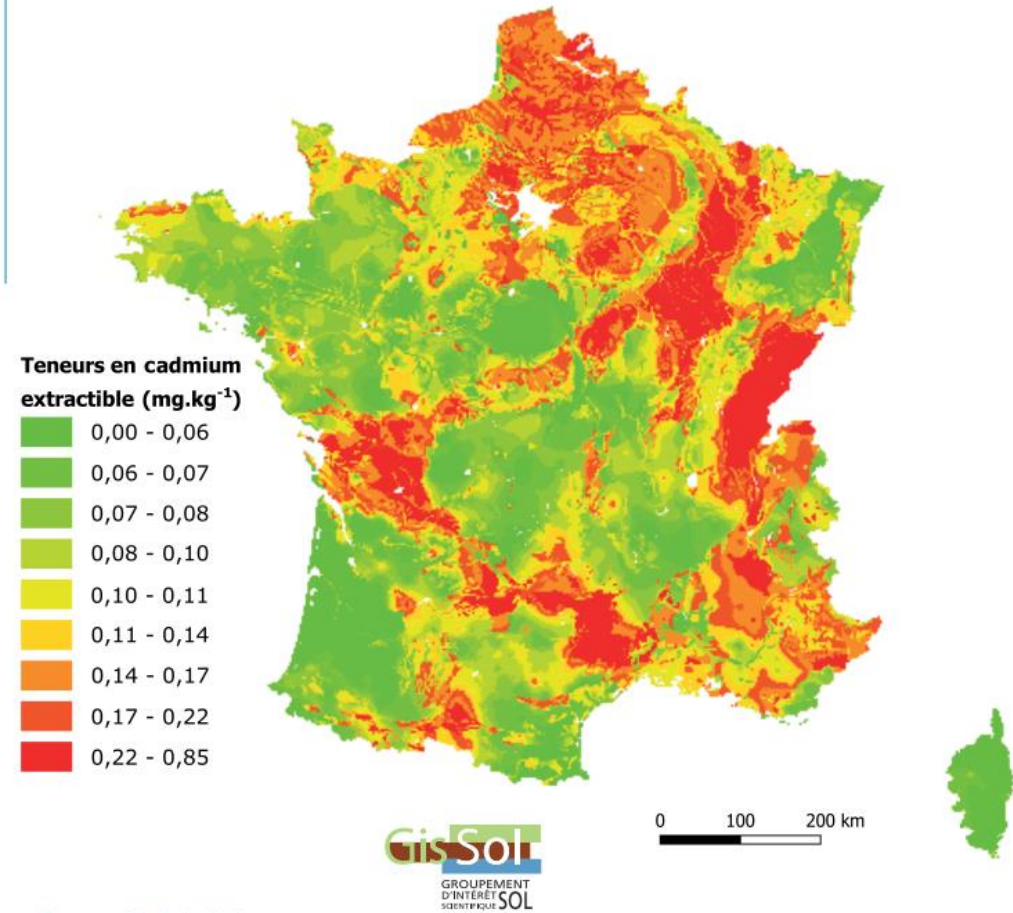 Teneurs en cadmium
extractible (mg.kg⁻¹)
0,00 - 0,06
0,06 - 0,07
0,07 - 0,08
0,08 - 0,10
0,10 - 0,11
0,11 - 0,14
0,14 - 0,17
0,17 - 0,22
0,22 - 0,85
0 100 200 km
GisSol
GROUPEMENT
D'INTÉRÊT
SCIENTIFIQUE SOL